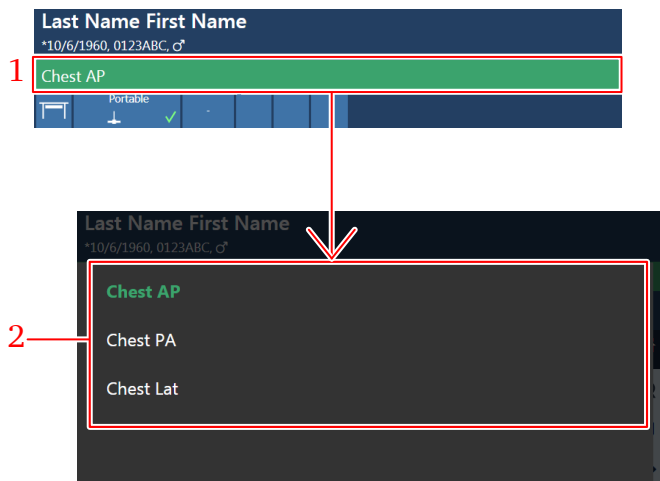 Last Name First Name
*10/6/1960, 0123ABC, ♂
1
Chest AP
Portable
-
Last Name First Name
*10/6/1960, 0123ABC, ♂
Chest AP
2
Chest PA
Chest Lat